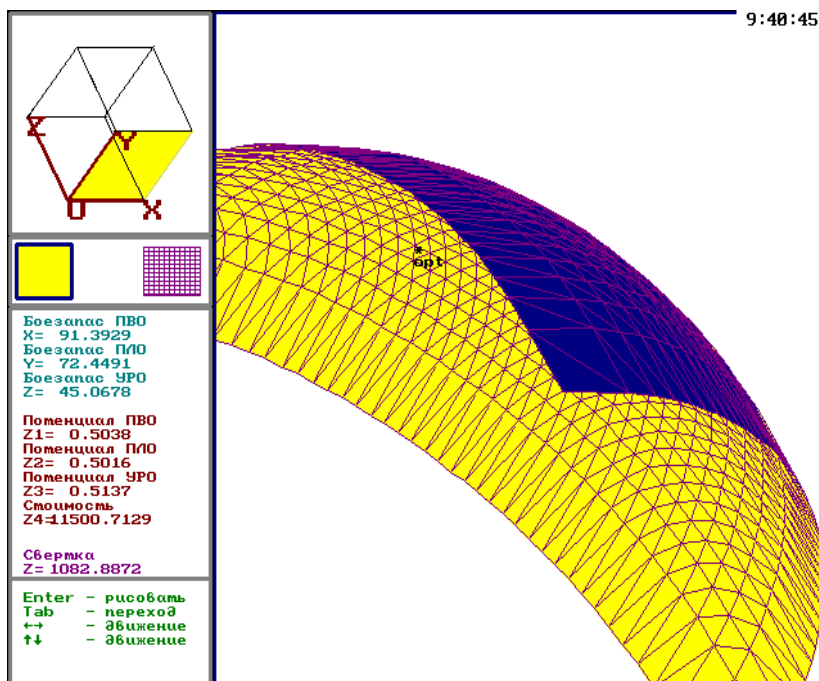 9:40:45
Z
Y
U
X
Боезапас ПВО
X= 91.3929
Боезапас ПЛО
Y= 72.4491
Боезапас УРО
Z= 45.0678
Потенциал ПВО
Z1= 0.5038
Потенциал ПЛО
Z2= 0.5016
Потенциал УРО
Z3= 0.5137
Стоимость
Z4=11500.7129
Свертка
Z= 1082.8872
Enter - рисовать
Tab - переход
←→ - движение
↑↓ - движение
opt